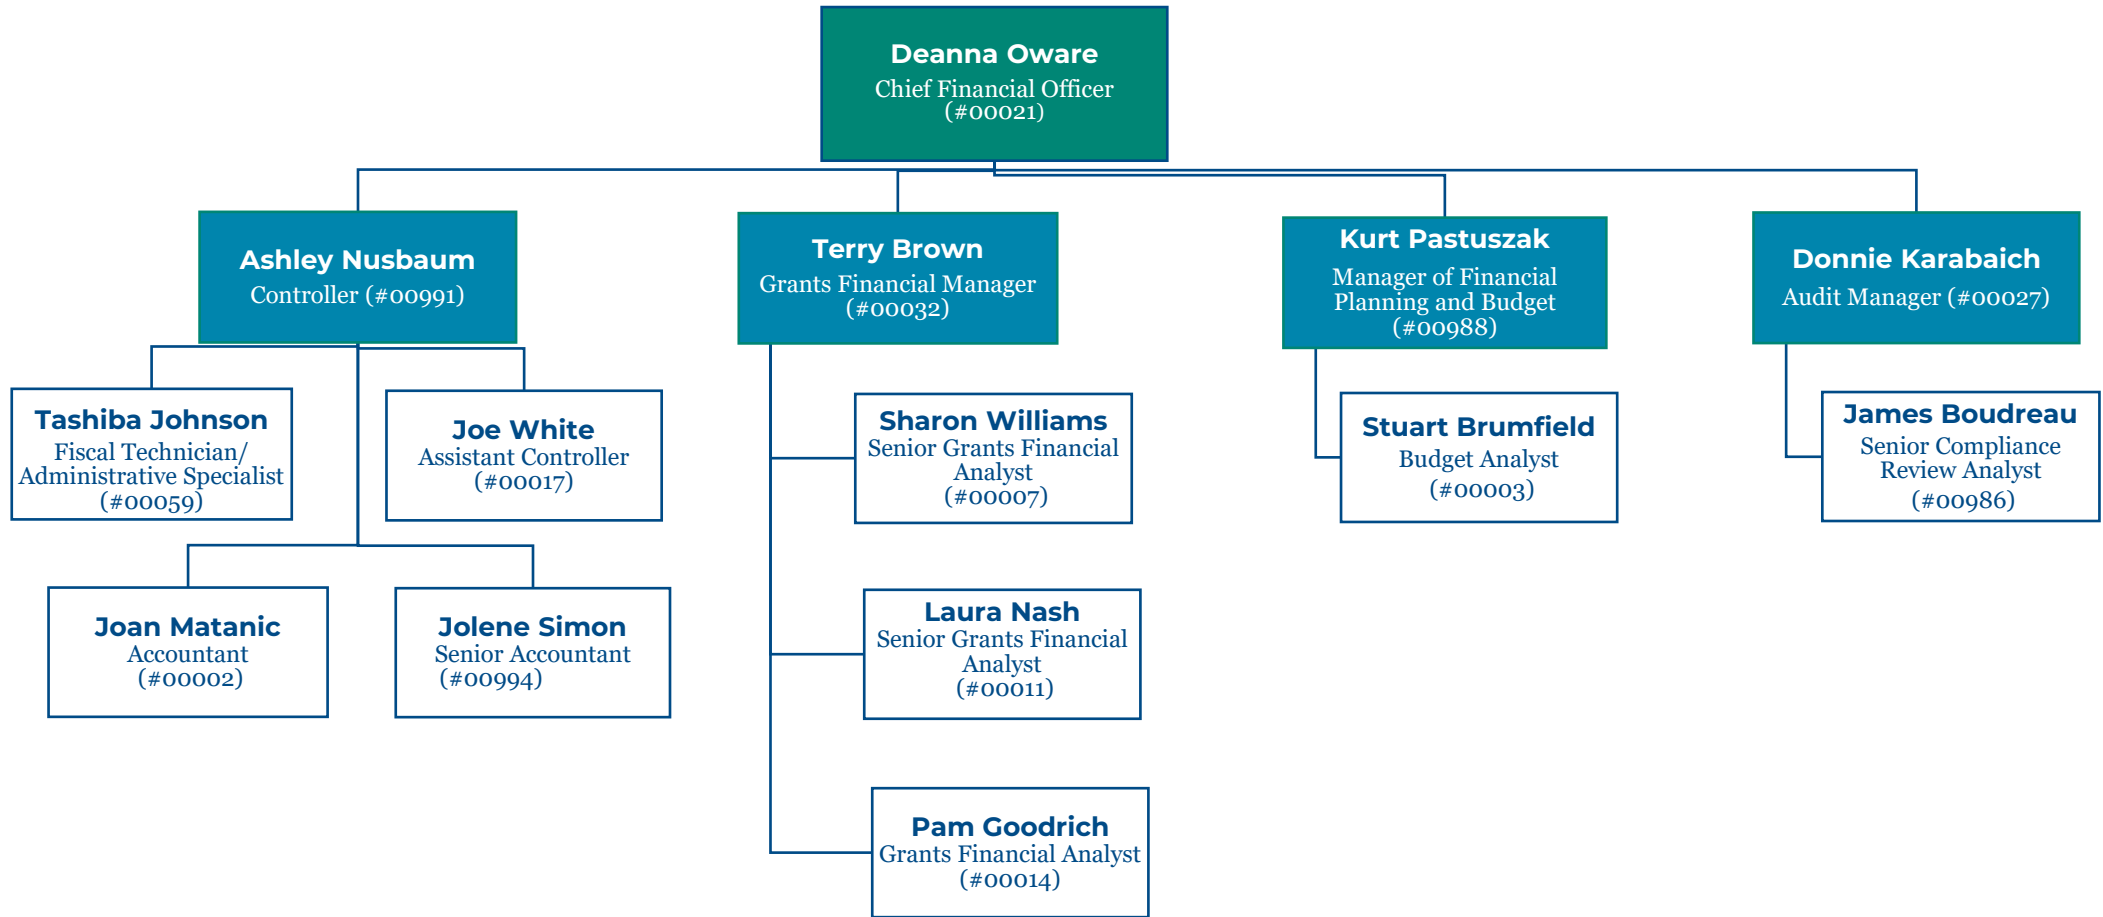 Deanna Oware
Chief Financial Officer
(#00021)
Ashley Nusbaum
Controller (#00991)
Terry Brown
Grants Financial Manager
(#00032)
Kurt Pastuszak
Manager of Financial
Planning and Budget
(#00988)
Donnie Karabaich
Audit Manager (#00027)
Tashiba Johnson
Fiscal Technician/
Administrative Specialist
(#00059)
Joe White
Assistant Controller
(#00017)
Sharon Williams
Senior Grants Financial
Analyst
(#00007)
Stuart Brumfield
Budget Analyst
(#00003)
James Boudreau
Senior Compliance
Review Analyst
(#00986)
Joan Matanic
Accountant
(#00002)
Jolene Simon
Senior Accountant
(#00994)
Laura Nash
Senior Grants Financial
Analyst
(#00011)
Pam Goodrich
Grants Financial Analyst
(#00014)